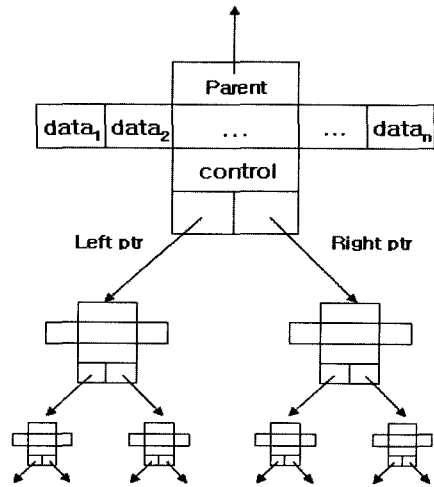 Parent
data1 data2 ... ... datan
control
Left ptr Right ptr